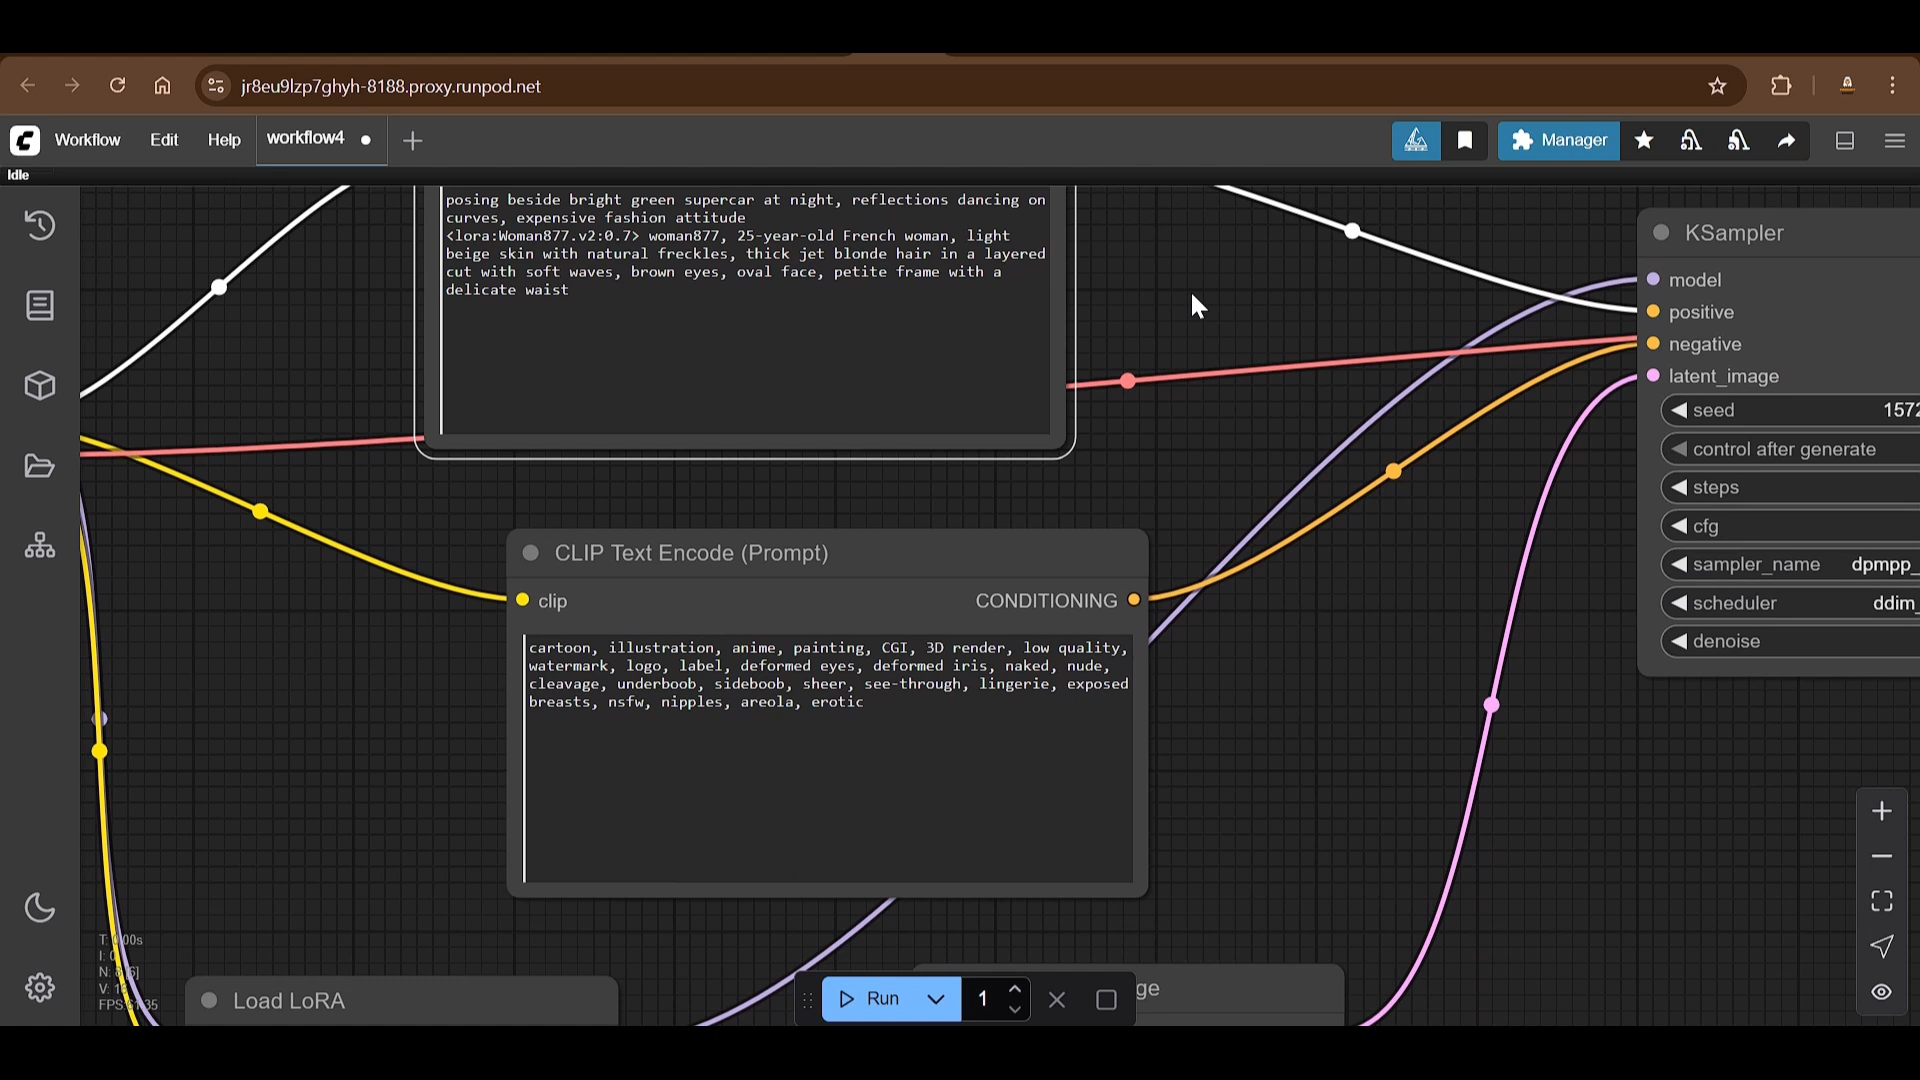 jr8eu9lzp7ghyh-8188.proxy.runpod.net
Workflow Edit Help workflow4
Manager
Idle
posing beside bright green supercar at night, reflections dancing on
curves, expensive fashion attitude
<lora:Woman877.v2:0.7> woman877, 25-year-old French woman, light
beige skin with natural freckles, thick jet blonde hair in a layered
cut with soft waves, brown eyes, oval face, petite frame with a
delicate waist
KSampler
model
positive
negative
latent_image
seed 1572
control after generate
steps
cfg
sampler_name dpmpp_
scheduler ddim_
denoise
CLIP Text Encode (Prompt)
clip CONDITIONING
cartoon, illustration, anime, painting, CGI, 3D render, low quality,
watermark, logo, label, deformed eyes, deformed iris, naked, nude,
cleavage, underboob, sideboob, sheer, see-through, lingerie, exposed
breasts, nsfw, nipples, areola, erotic
Load LoRA
Run 1
ge